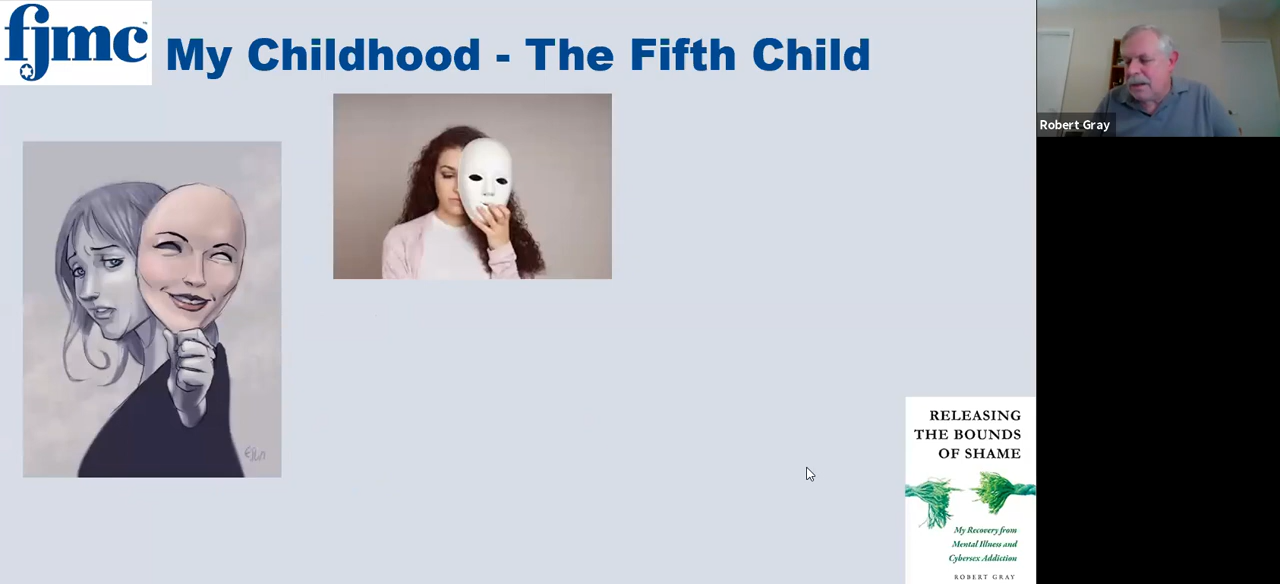 fjmc™
My Childhood - The Fifth Child
Robert Gray
RELEASING
THE BOUNDS
OF SHAME
My Recovery from
Mental Illness and
Cybersex Addiction
ROBERT GRAY